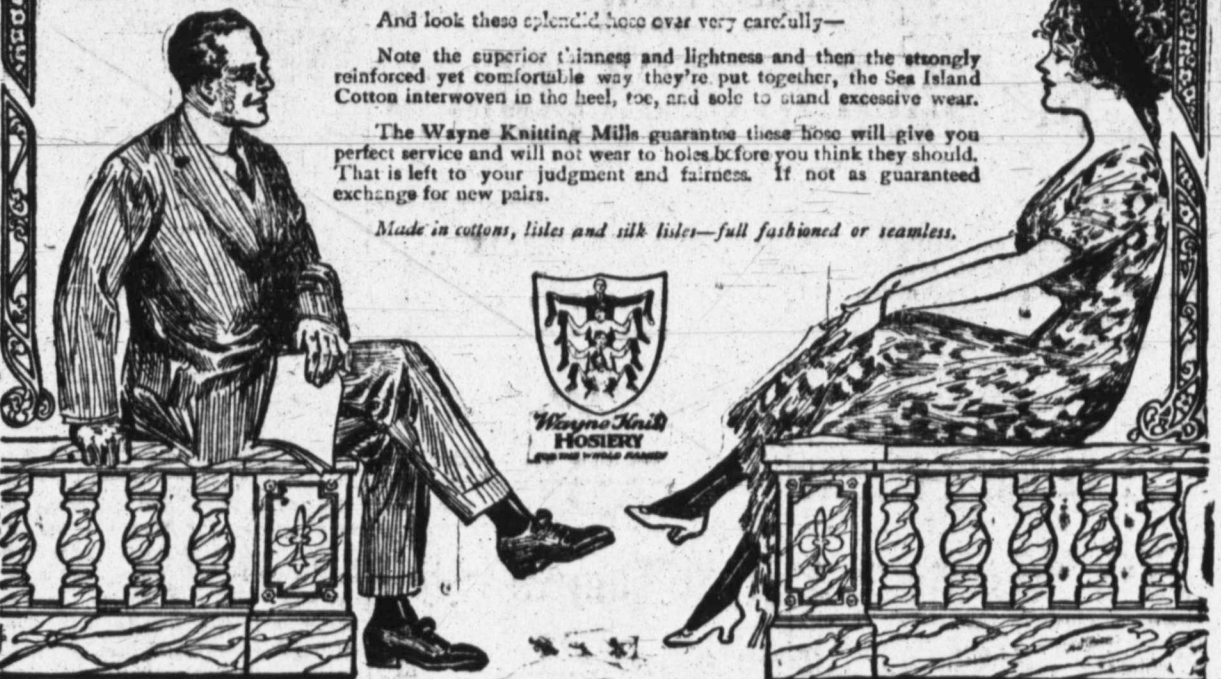 And look these splendid hose over very carefully—
Note the superior thinness and lightness and then the strongly
reinforced yet comfortable way they're put together, the Sea Island
Cotton interwoven in the heel, toe, and sole to stand excessive wear.
The Wayne Knitting Mills guarantee these hose will give you
perfect service and will not wear to holes before you think they should.
That is left to your judgment and fairness. If not as guaranteed
exchange for new pairs.
Made in cottons, lisles and silk lisles—full fashioned or seamless.
Wayne Knit
HOSIERY
FOR THE WHOLE FAMILY